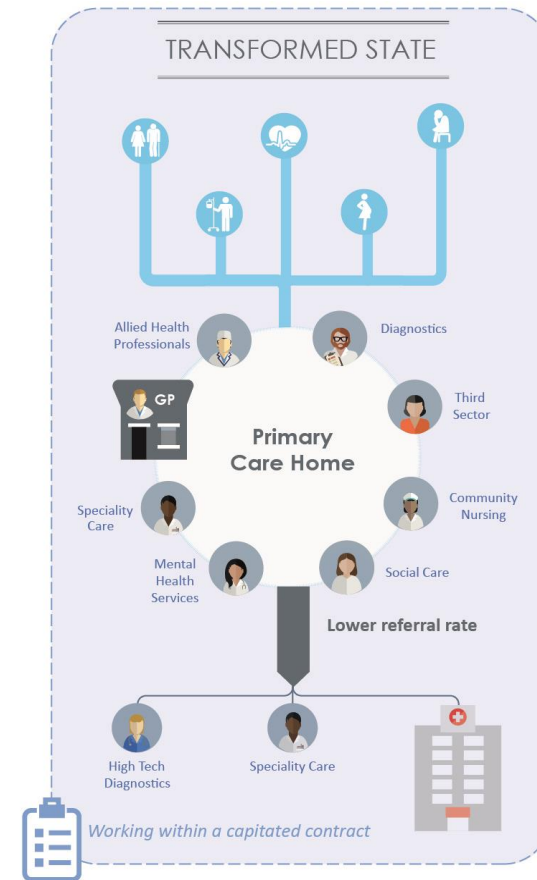 TRANSFORMED STATE
Allied Health
Professionals
Diagnostics
GP
Third
Sector
Primary
Care Home
Speciality
Care
Community
Nursing
Mental
Health
Services
Social Care
Lower referral rate
High Tech
Diagnostics
Speciality Care
Working within a capitated contract